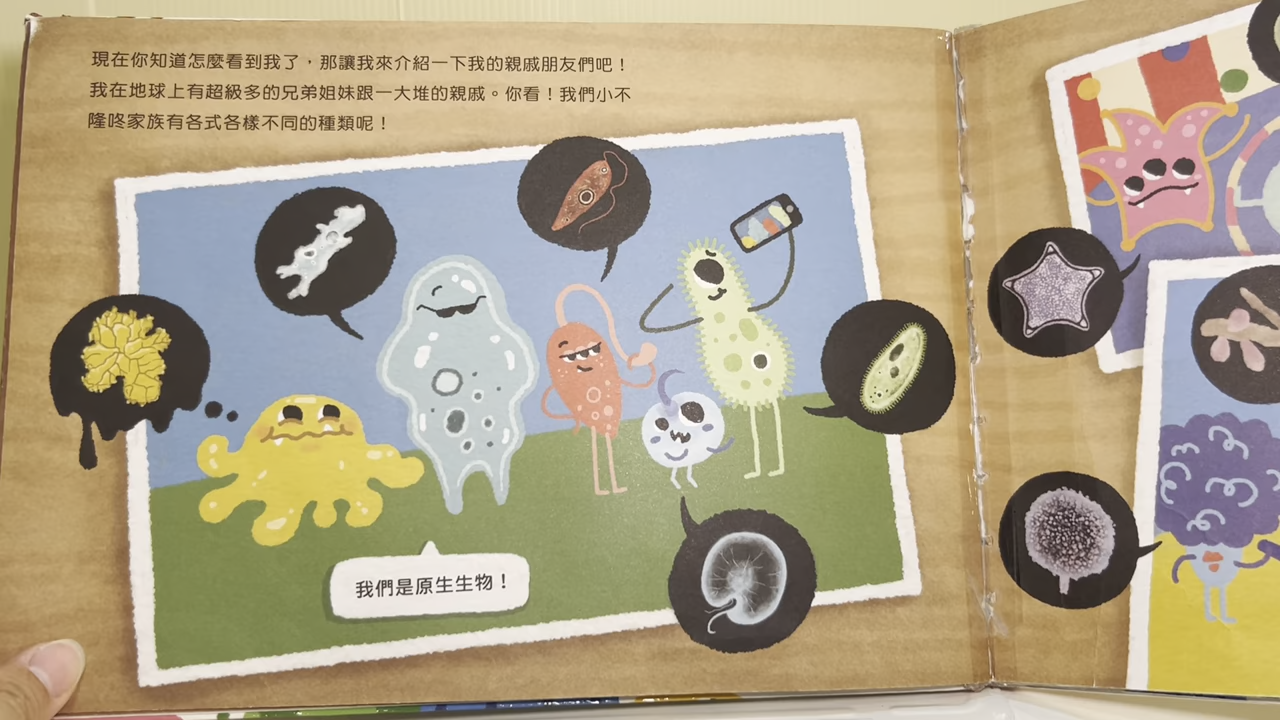 現在你知道怎麼看到我了，那讓我來介紹一下我的親戚朋友們吧！
我在地球上有超級多的兄弟姐妹跟一大堆的親戚。你看！我們小不
隆咚家族有各式各樣不同的種類呢！
我們是原生生物！